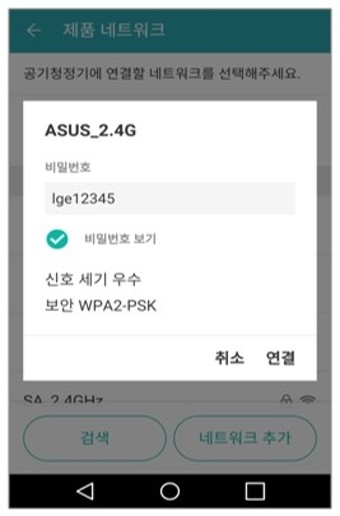 제품 네트워크
공기청정기에 연결할 네트워크를 선택해주세요.
ASUS_2.4G
비밀번호
lge12345
비밀번호 보기
신호 세기 우수
보안 WPA2-PSK
취소 연결
SA_2.4GHz
검색 네트워크 추가